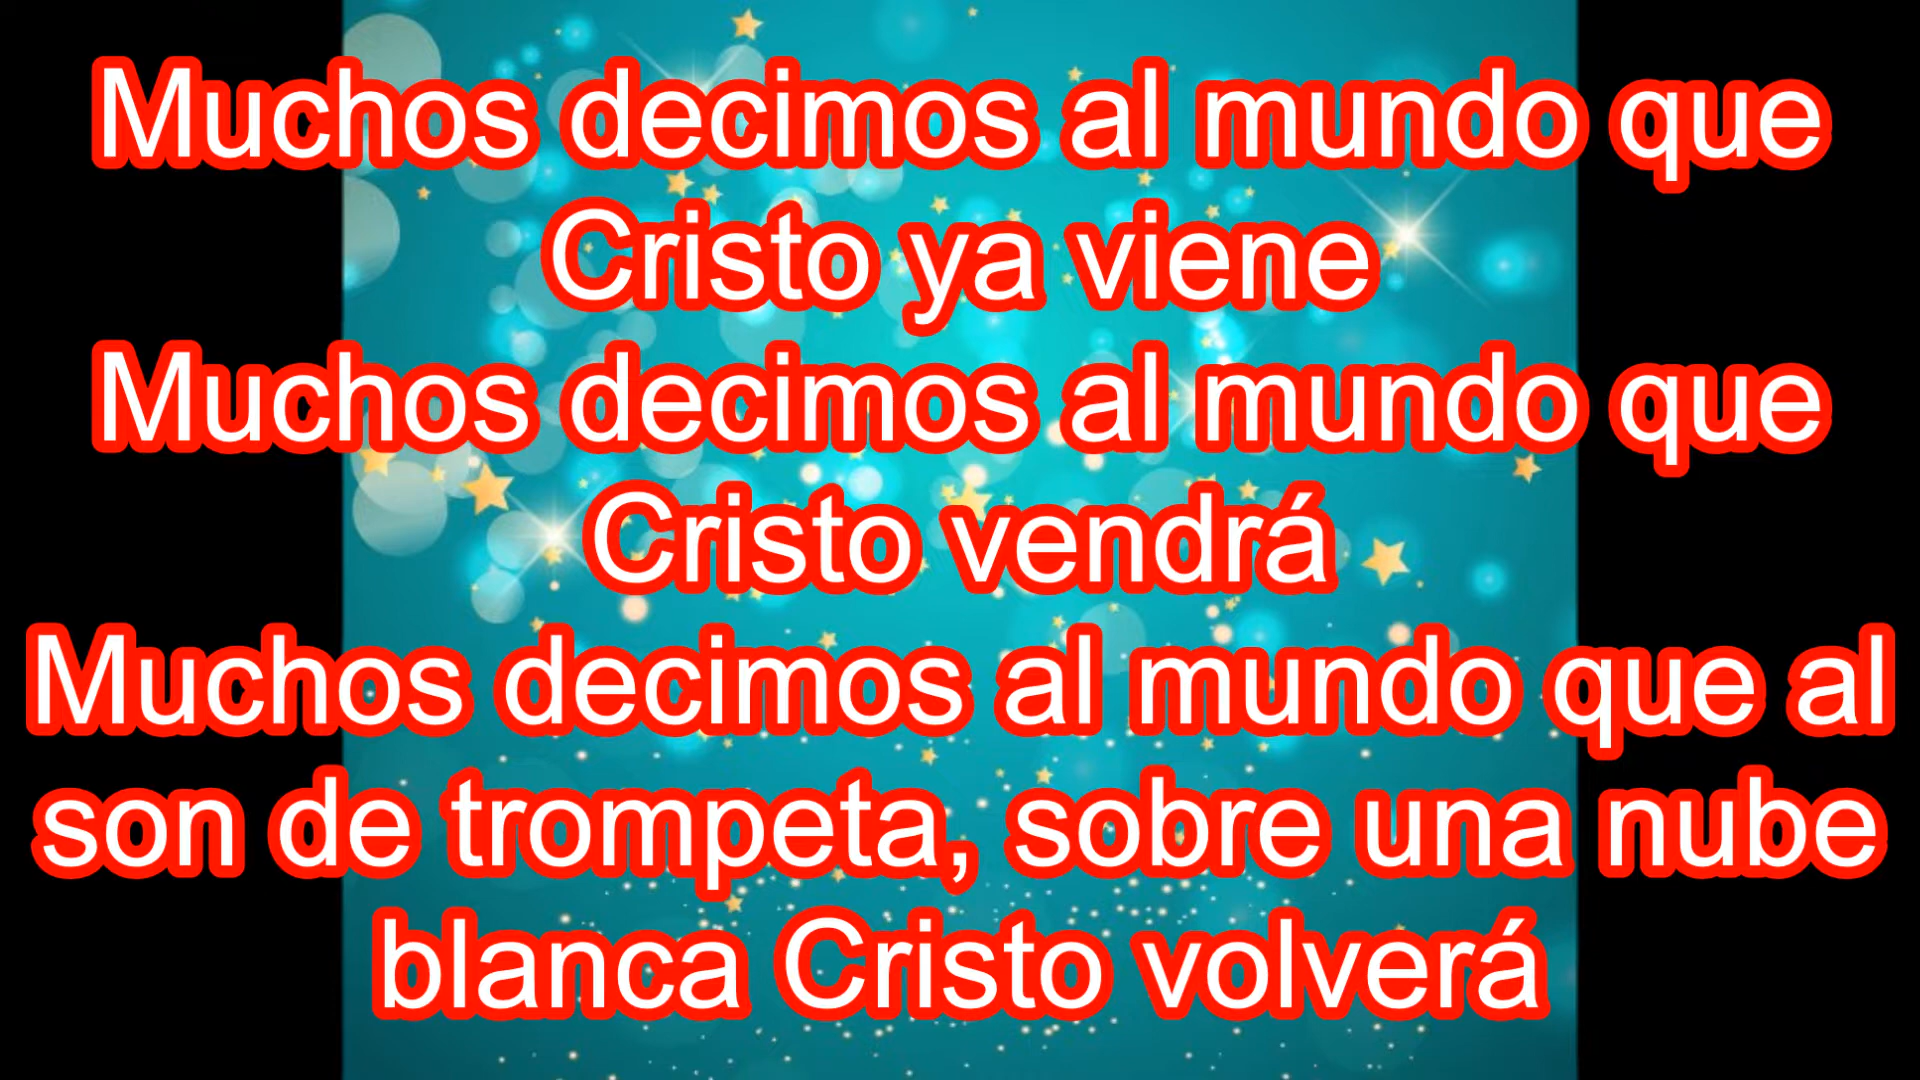 Muchos decimos al mundo que
Cristo ya viene
Muchos decimos al mundo que
Cristo vendrá
Muchos decimos al mundo que al
son de trompeta, sobre una nube
blanca Cristo volverá